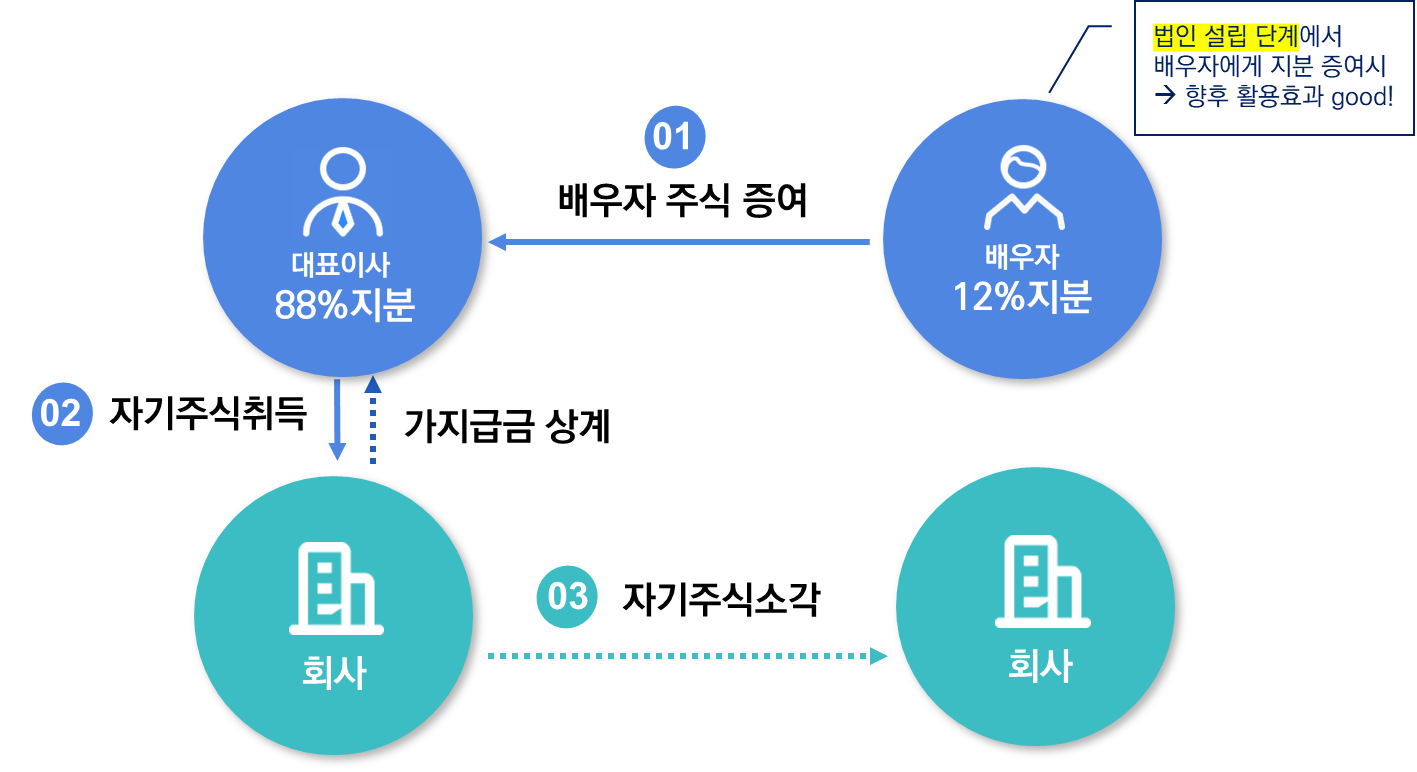 법인 설립 단계에서
배우자에게 지분 증여시
→ 향후 활용효과 good!
01
배우자 주식 증여
대표이사
88%지분
배우자
12%지분
02 자기주식취득
가지급금 상계
03 자기주식소각
회사
회사